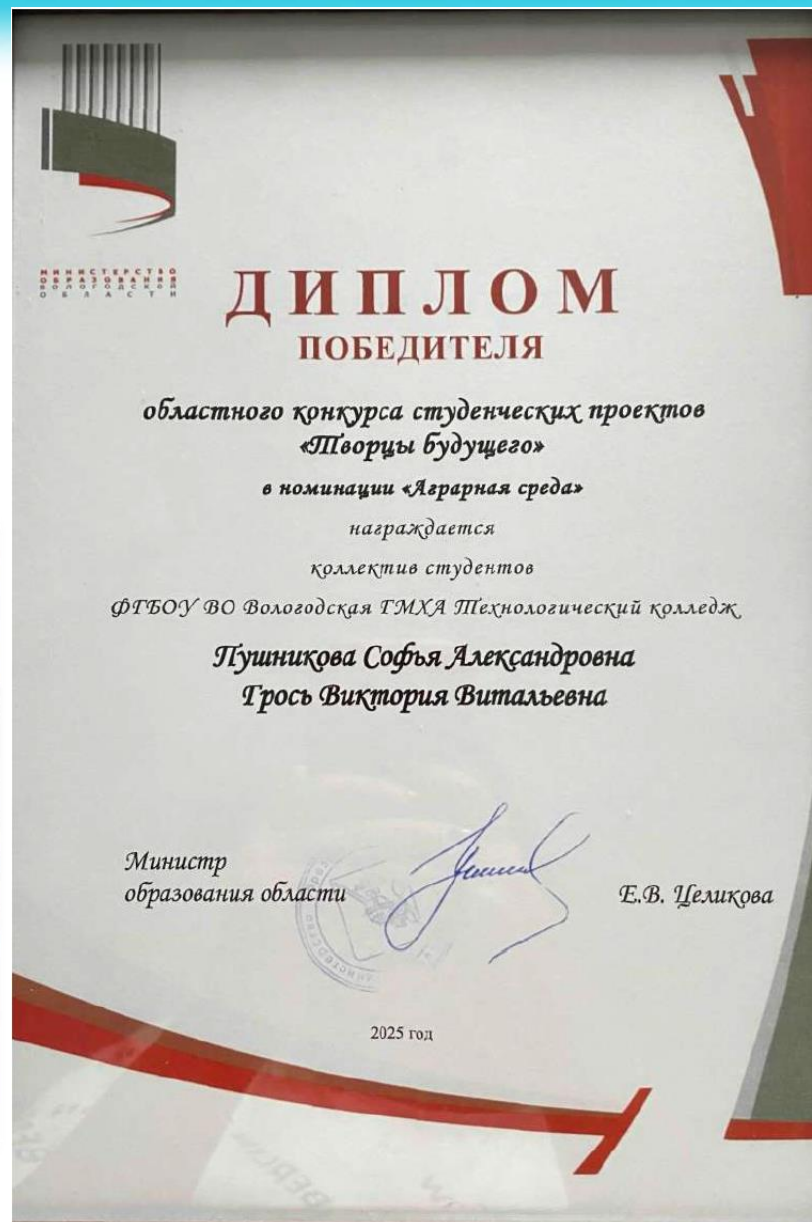 МИНИСТЕРСТВО
ОБРАЗОВАНИЯ
ВОЛОГОДСКОЙ
ОБЛАСТИ
ДИПЛОМ
ПОБЕДИТЕЛЯ
областного конкурса студенческих проектов
«Творцы будущего»
в номинации «Аграрная среда»
награждается
коллектив студентов
ФГБОУ ВО Вологодская ГМХА Технологический колледж
Пушникова Софья Александровна
Грось Виктория Витальевна
Министр
образования области
Е.В. Целикова
2025 год